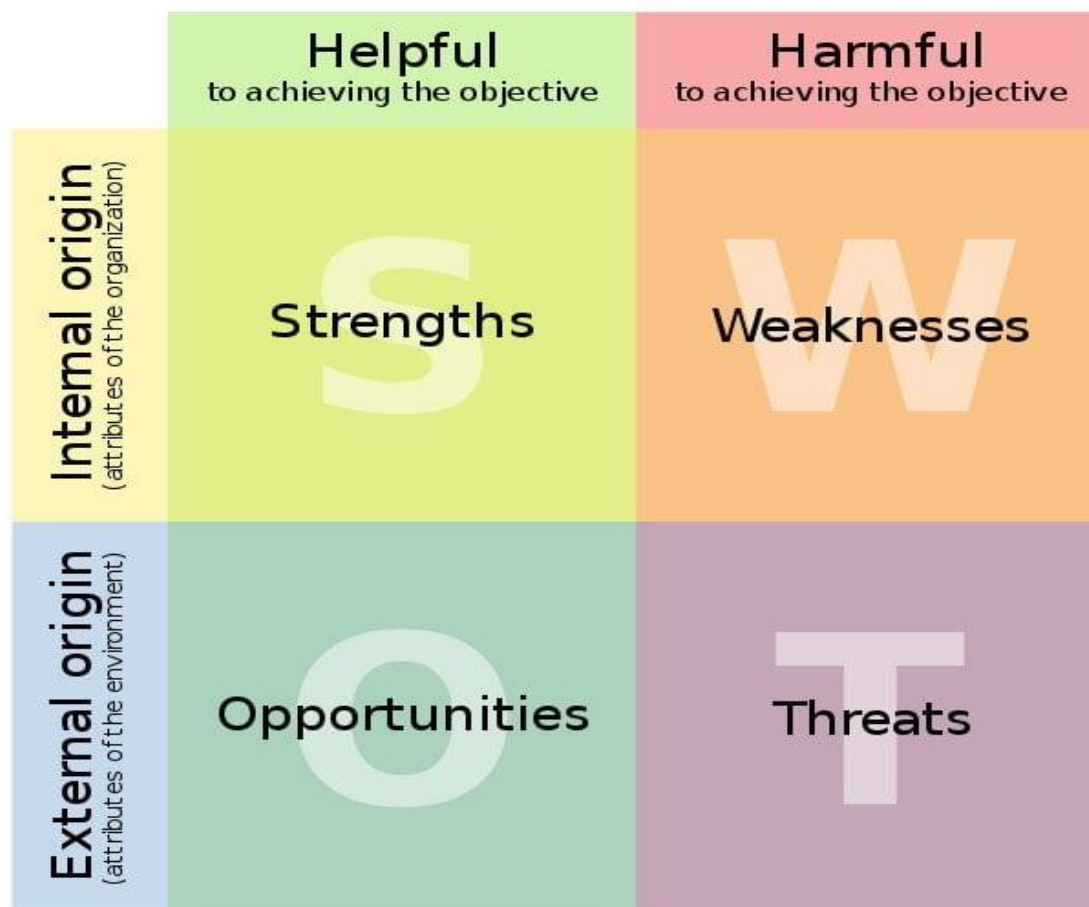 Helpful
to achieving the objective
Harmful
to achieving the objective
Internal origin
(attributes of the organization)
S
Strengths
W
Weaknesses
External origin
(attributes of the environment)
O
Opportunities
T
Threats